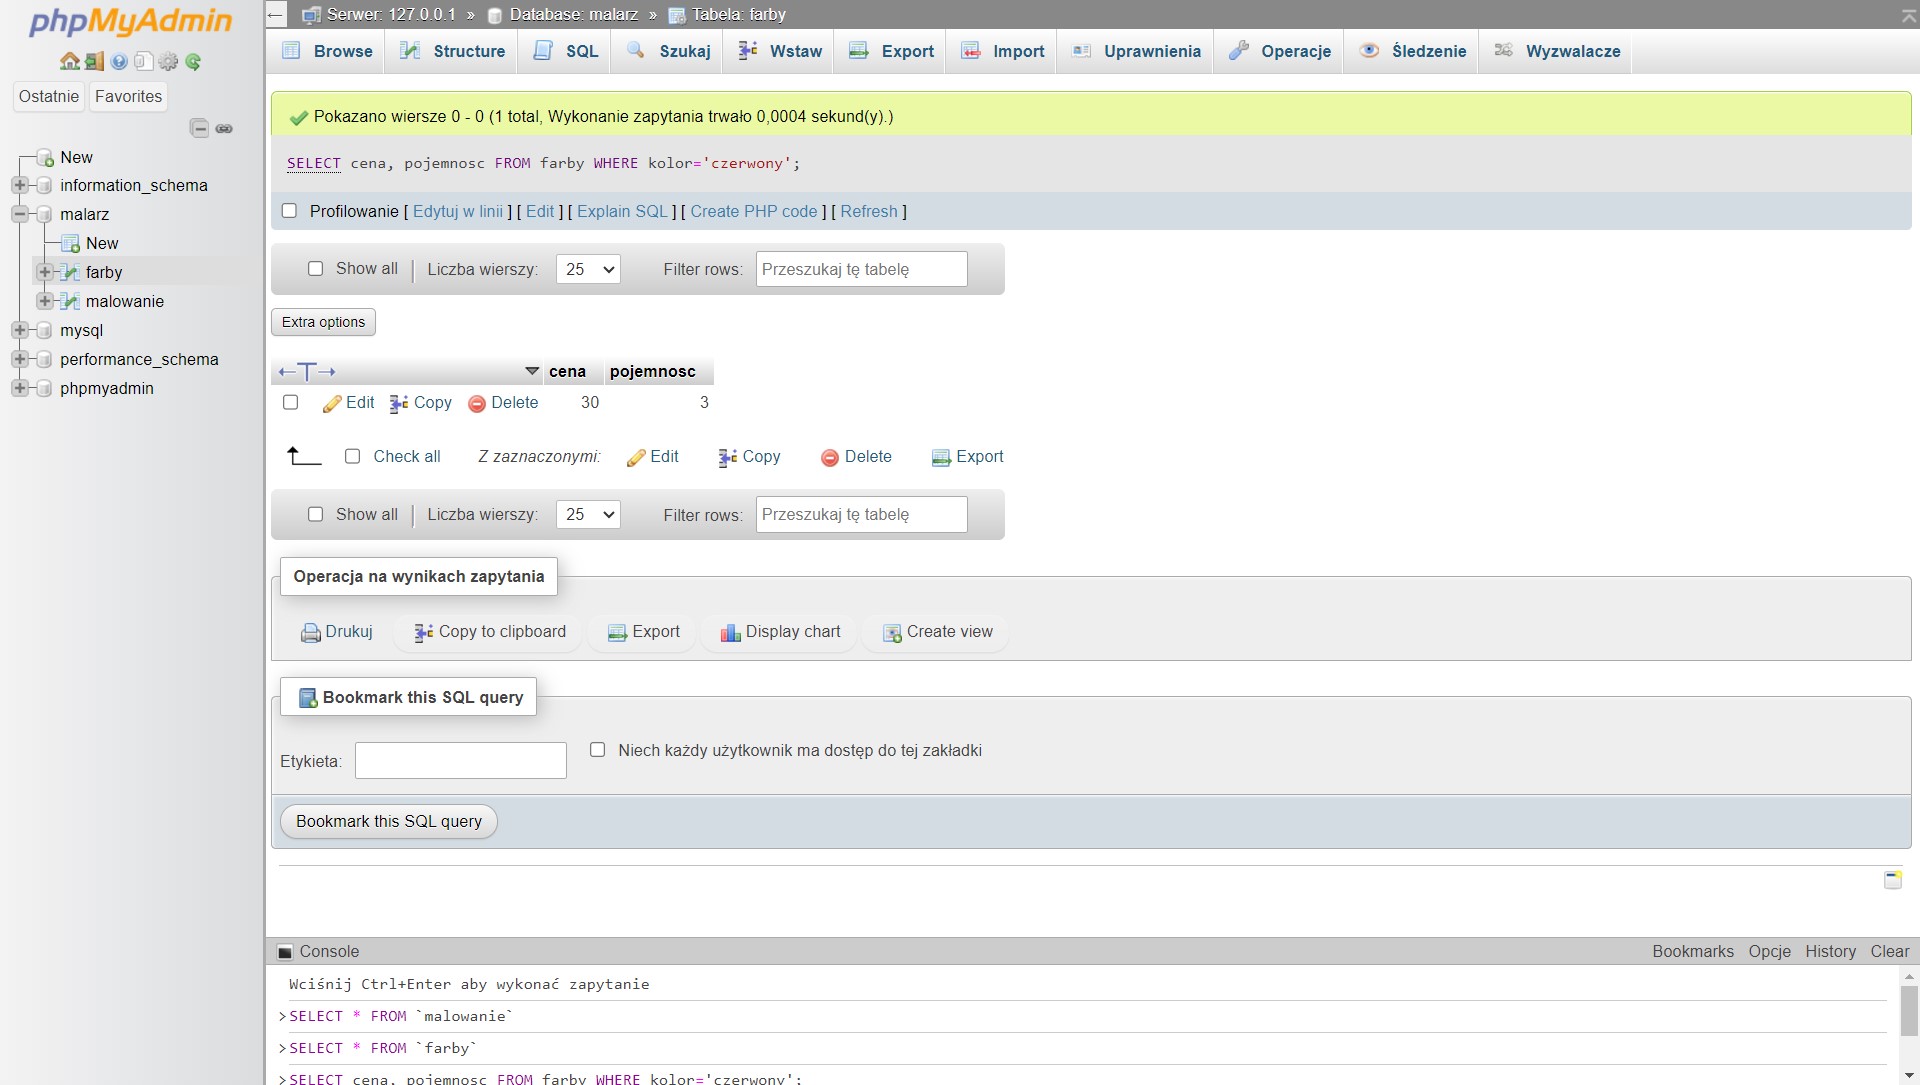 phpMyAdmin
Ostatnie Favorites
New
information_schema
malarz
New
farby
malowanie
mysql
performance_schema
phpmyadmin
Serwer: 127.0.0.1 » Database: malarz » Tabela: farby
Browse Structure SQL Szukaj Wstaw Export Import Uprawnienia Operacje Śledzenie Wyzwalacze
Pokazano wiersze 0 - 0 (1 total, Wykonanie zapytania trwało 0,0004 sekund(y).)
SELECT cena, pojemnosc FROM farby WHERE kolor='czerwony';
Profilowanie [ Edytuj w linii ] [ Edit ] [ Explain SQL ] [ Create PHP code ] [ Refresh ]
Show all | Liczba wierszy: 25 Filter rows: Przeszukaj tę tabelę
Extra options
←T→ cena pojemnosc
Edit Copy Delete 30 3
Check all Z zaznaczonymi: Edit Copy Delete Export
Show all | Liczba wierszy: 25 Filter rows: Przeszukaj tę tabelę
Operacja na wynikach zapytania
Drukuj Copy to clipboard Export Display chart Create view
Bookmark this SQL query
Etykieta: Niech każdy użytkownik ma dostęp do tej zakładki
Bookmark this SQL query
Console Bookmarks Opcje History Clear
Wciśnij Ctrl+Enter aby wykonać zapytanie
>SELECT * FROM `malowanie`
>SELECT * FROM `farby`
>SELECT cena, pojemnosc FROM farby WHERE kolor='czerwony';